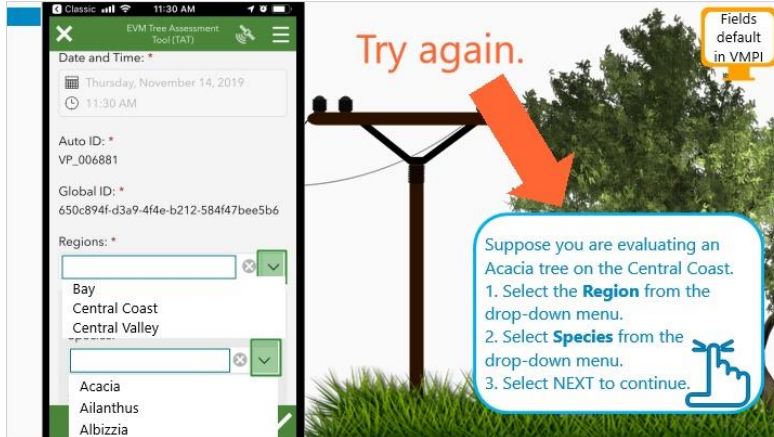 Classic 11:30 AM
EVM Tree Assessment
Tool (TAT)
Date and Time: *
Thursday, November 14, 2019
11:30 AM
Auto ID: *
VP_006881
Global ID: *
650c894f-d3a9-4f4e-b212-584f47bee5b6
Regions: *
Bay
Central Coast
Central Valley
Species:
Acacia
Ailanthus
Albizzia
Try again.
Fields
default
in VMPI
Suppose you are evaluating an
Acacia tree on the Central Coast.
1. Select the Region from the
drop-down menu.
2. Select Species from the
drop-down menu.
3. Select NEXT to continue.